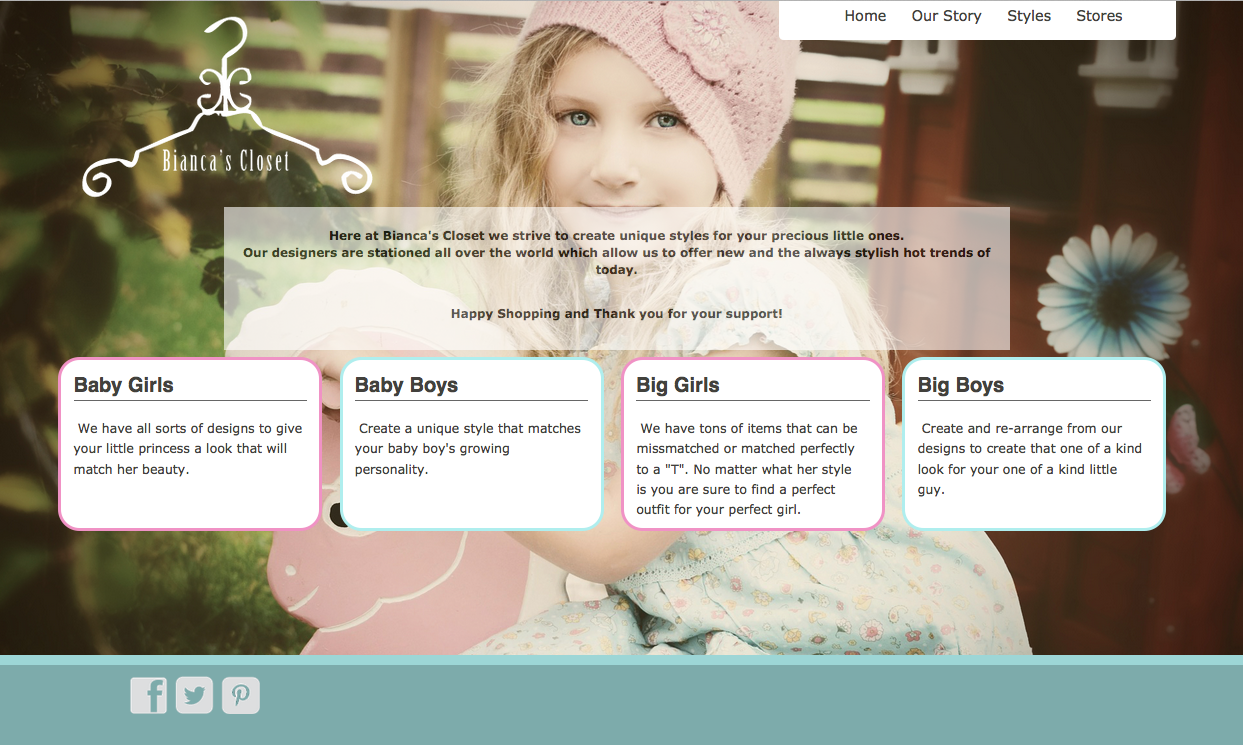 Home Our Story Styles Stores
Bianca's Closet
Here at Bianca's Closet we strive to create unique styles for your precious little ones.
Our designers are stationed all over the world which allow us to offer new and the always stylish hot trends of
today.
Happy Shopping and Thank you for your support!
Baby Girls
We have all sorts of designs to give
your little princess a look that will
match her beauty.
Baby Boys
Create a unique style that matches
your baby boy's growing
personality.
Big Girls
We have tons of items that can be
missmatched or matched perfectly
to a "T". No matter what her style
is you are sure to find a perfect
outfit for your perfect girl.
Big Boys
Create and re-arrange from our
designs to create that one of a kind
look for your one of a kind little
guy.